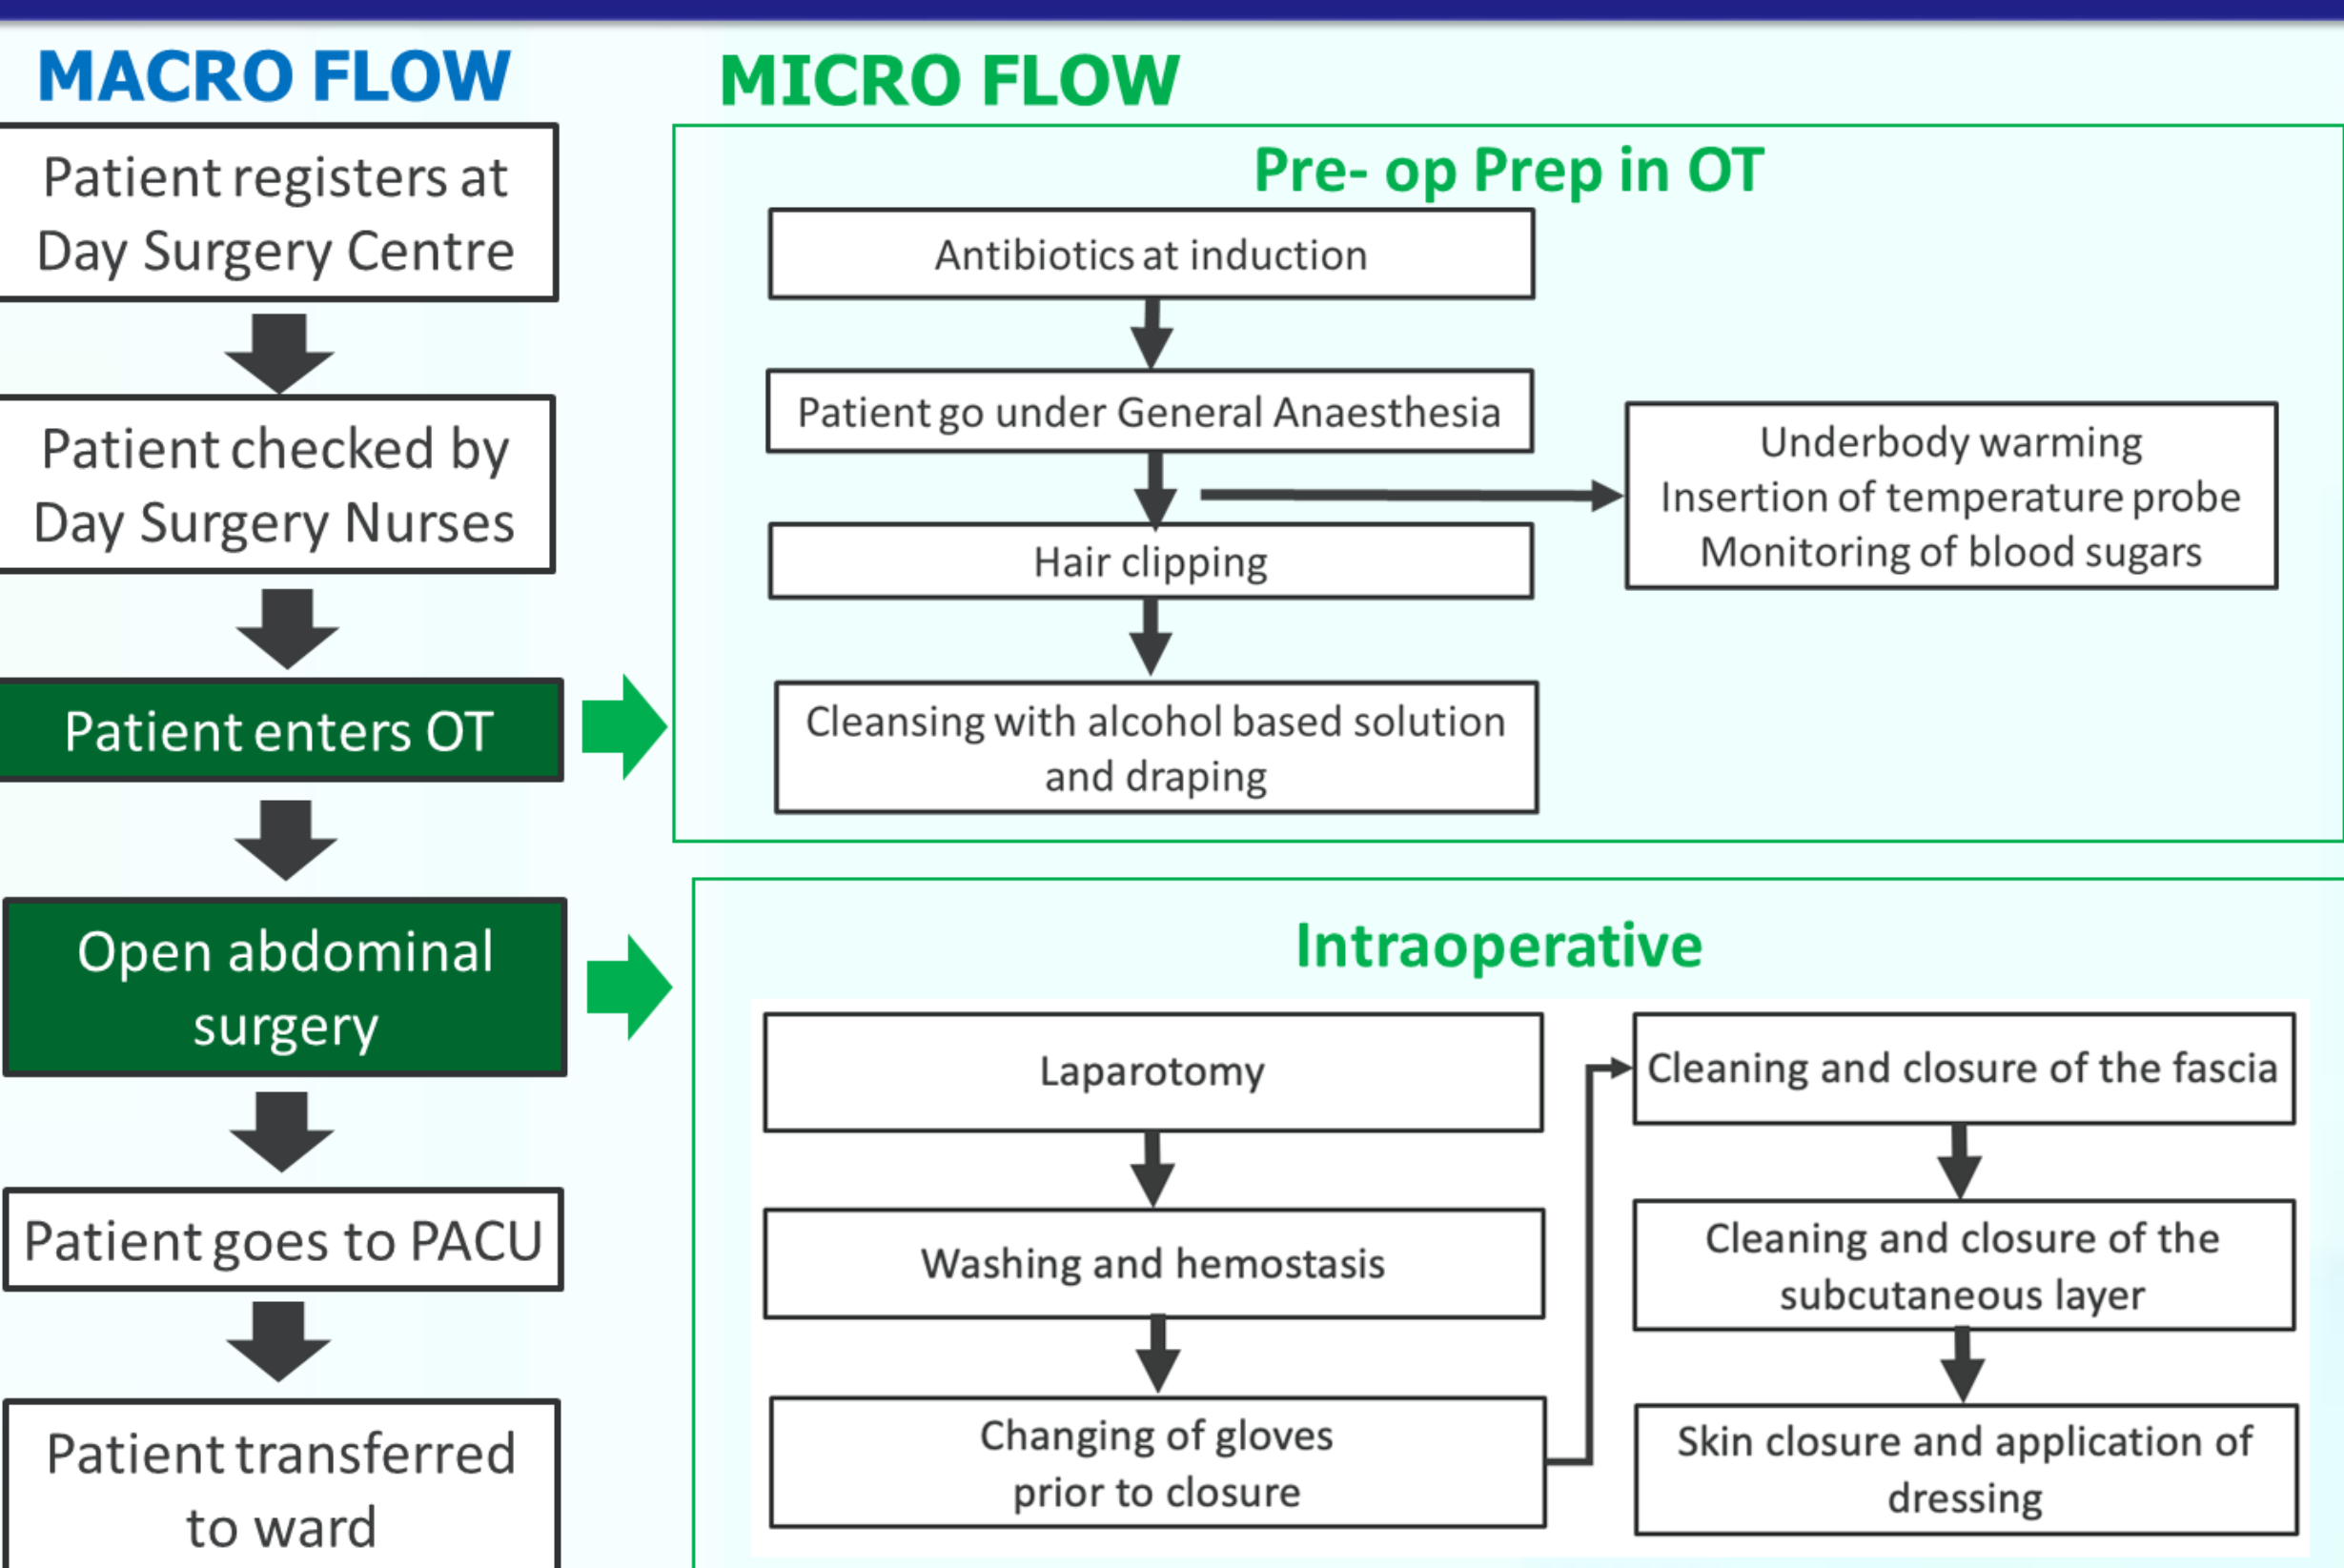 MACRO FLOW
Patient registers at
Day Surgery Centre
Patient checked by
Day Surgery Nurses
Patient enters OT
Open abdominal
surgery
Patient goes to PACU
Patient transferred
to ward
MICRO FLOW
Pre- op Prep in OT
Antibiotics at induction
Patient go under General Anaesthesia
Underbody warming
Insertion of temperature probe
Monitoring of blood sugars
Hair clipping
Cleansing with alcohol based solution
and draping
Intraoperative
Laparotomy
Washing and hemostasis
Changing of gloves
prior to closure
Cleaning and closure of the fascia
Cleaning and closure of the
subcutaneous layer
Skin closure and application of
dressing